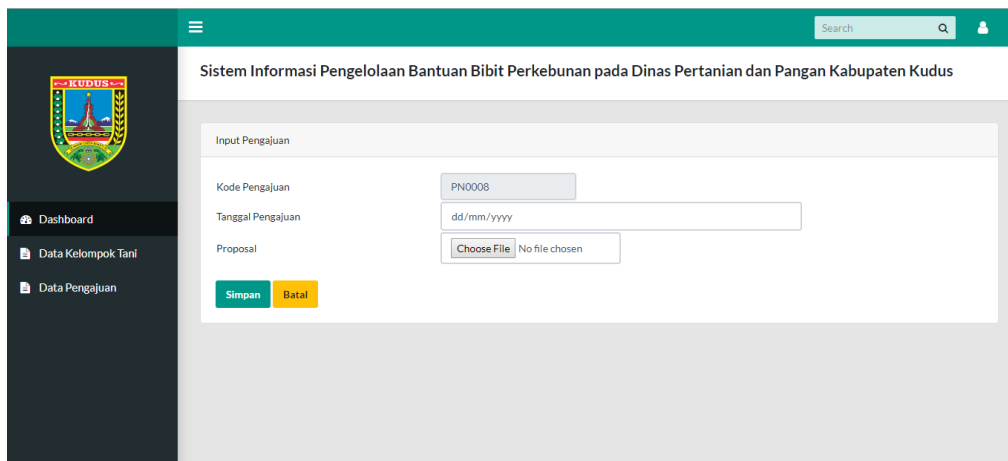 Search
KUDUS
Sistem Informasi Pengelolaan Bantuan Bibit Perkebunan pada Dinas Pertanian dan Pangan Kabupaten Kudus
Dashboard
Data Kelompok Tani
Data Pengajuan
Input Pengajuan
Kode Pengajuan PN0008
Tanggal Pengajuan dd/mm/yyyy
Proposal Choose File No file chosen
Simpan Batal